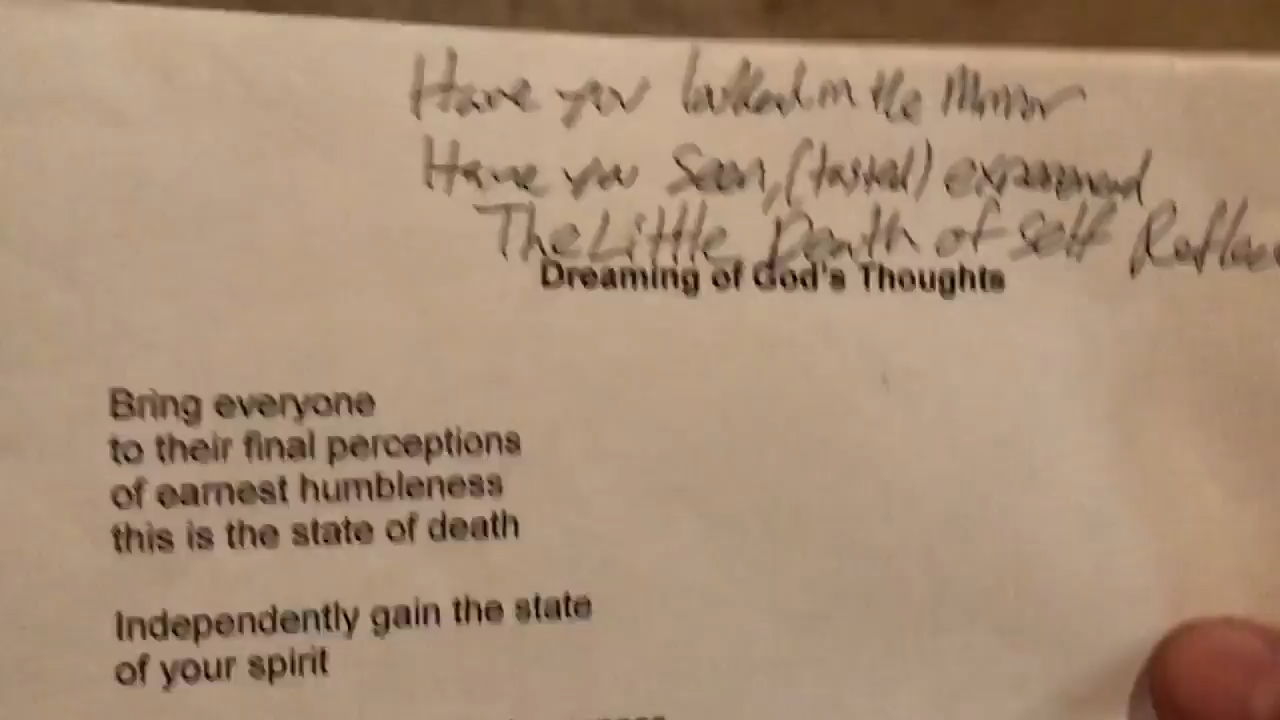 Have you looked in the Mirror
Have you Seen, (tasted) experienced
The Little Death of Self
Dreaming of God's Thoughts
Bring everyone
to their final perceptions
of earnest humbleness
this is the state of death
Independently gain the state
of your spirit